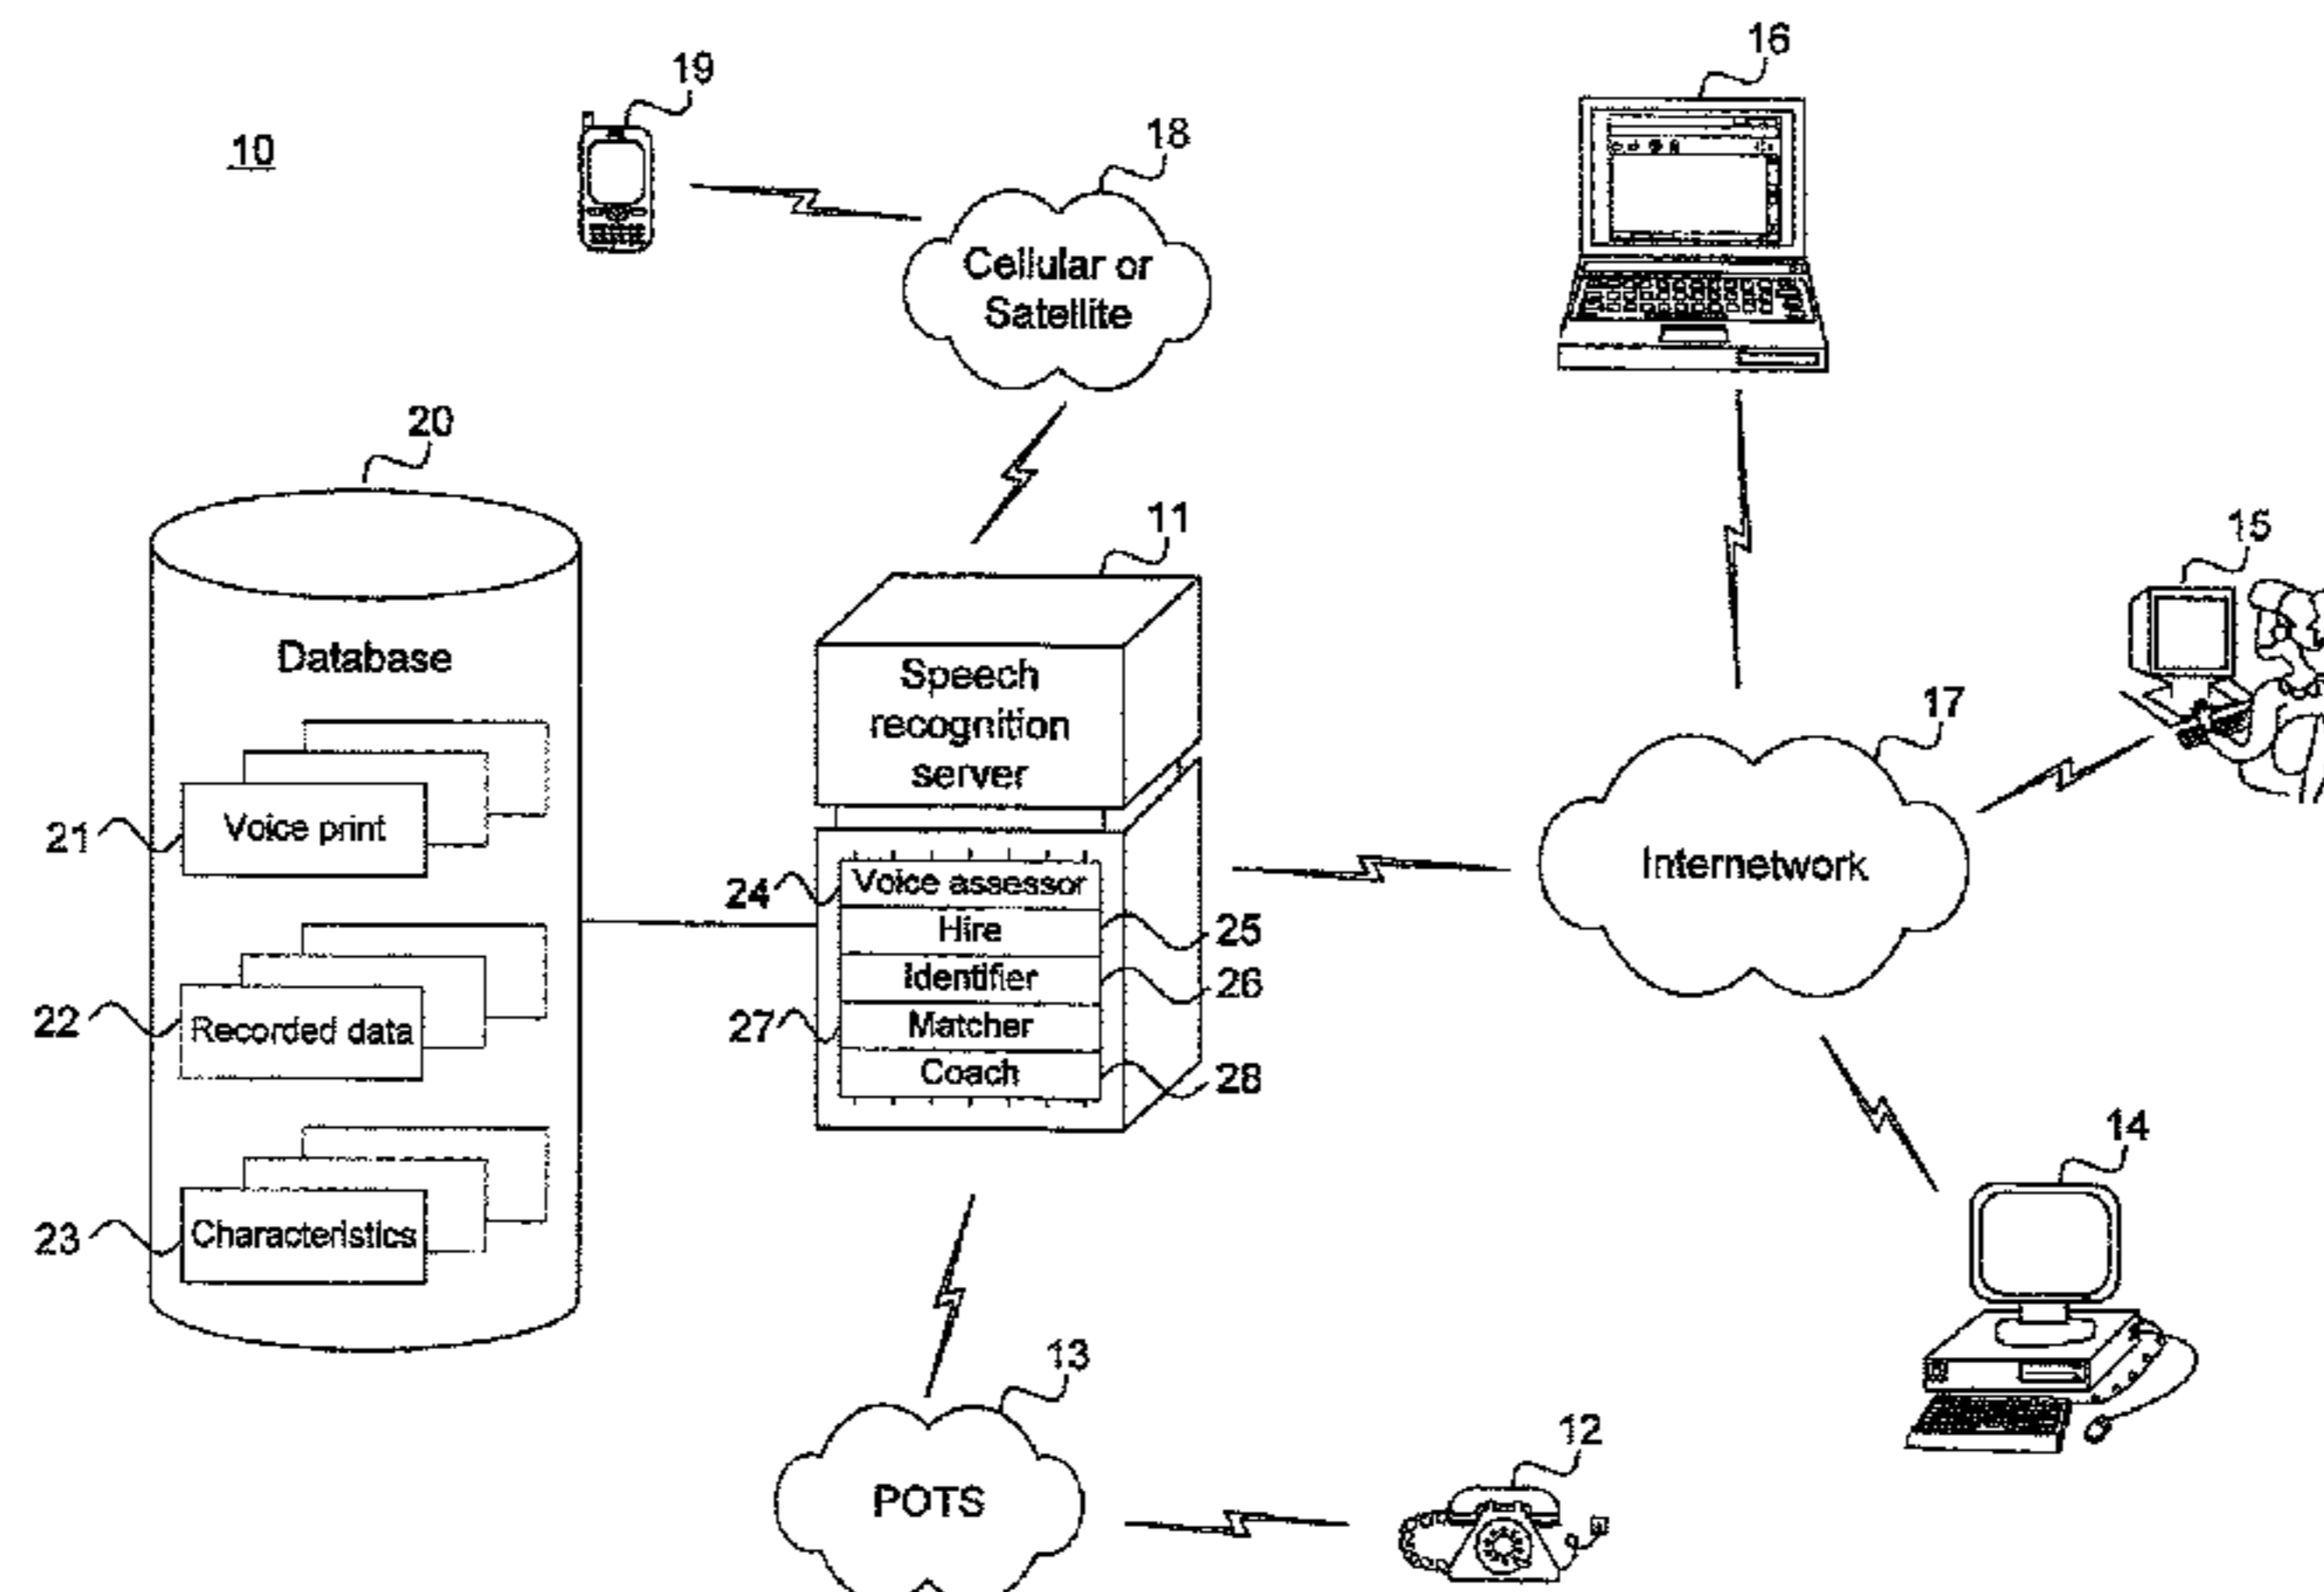 10
19
18
16
Cellular or
Satellite
20
11
15
Database
Speech
recognition
server
17
21
Voice print
Internetwork
24
Voice assessor
Hire
25
Identifier
26
22
Recorded data
27
Matcher
Coach
28
14
23
Characteristics
13
12
POTS